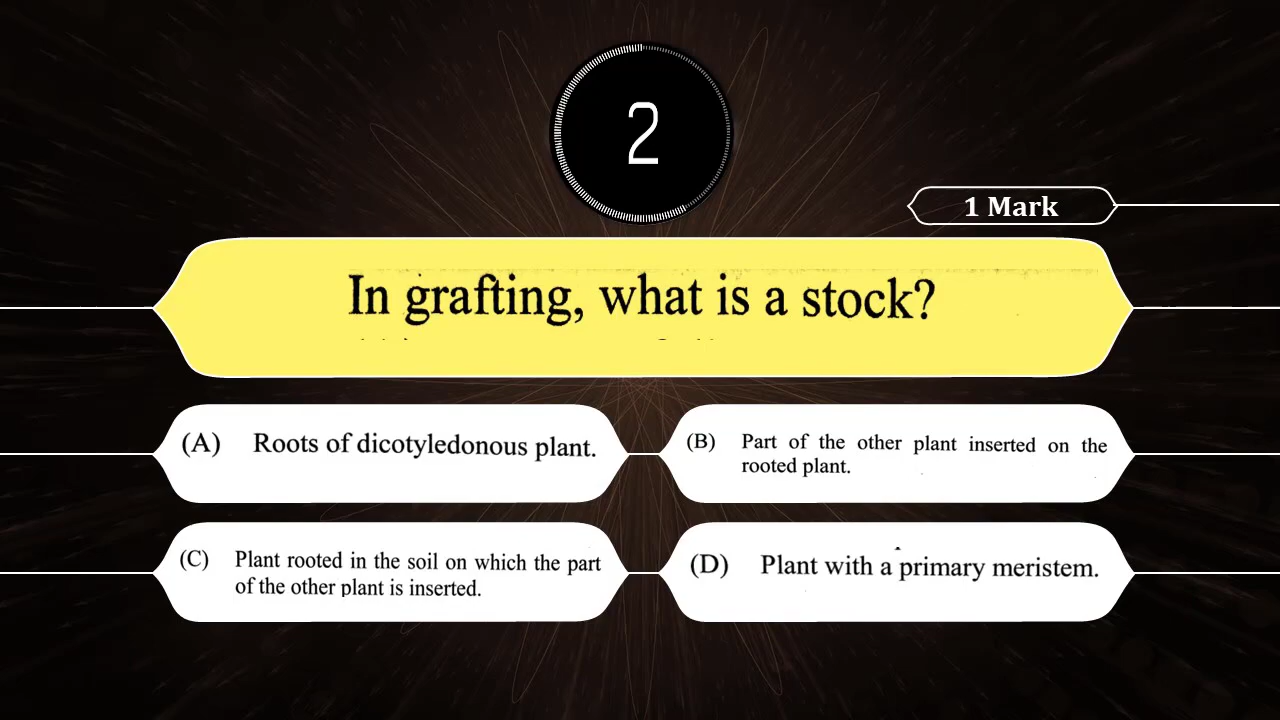 2
1 Mark
In grafting, what is a stock?
(A) Roots of dicotyledonous plant.
(B) Part of the other plant inserted on the
rooted plant.
(C) Plant rooted in the soil on which the part
of the other plant is inserted.
(D) Plant with a primary meristem.